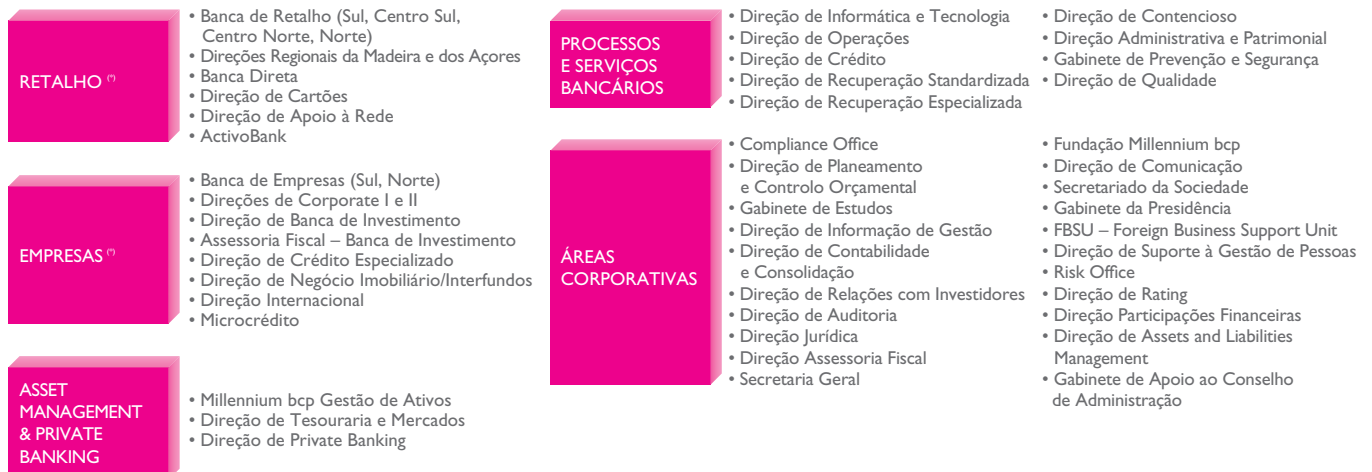 RETALHO (*)
• Banca de Retalho (Sul, Centro Sul,
Centro Norte, Norte)
• Direções Regionais da Madeira e dos Açores
• Banca Direta
• Direção de Cartões
• Direção de Apoio à Rede
• ActivoBank
EMPRESAS (*)
• Banca de Empresas (Sul, Norte)
• Direções de Corporate I e II
• Direção de Banca de Investimento
• Assessoria Fiscal – Banca de Investimento
• Direção de Crédito Especializado
• Direção de Negócio Imobiliário/Interfundos
• Direção Internacional
• Microcrédito
ASSET
MANAGEMENT
& PRIVATE
BANKING
• Millennium bcp Gestão de Ativos
• Direção de Tesouraria e Mercados
• Direção de Private Banking
PROCESSOS
E SERVIÇOS
BANCÁRIOS
• Direção de Informática e Tecnologia
• Direção de Operações
• Direção de Crédito
• Direção de Recuperação Standardizada
• Direção de Recuperação Especializada
• Direção de Contencioso
• Direção Administrativa e Patrimonial
• Gabinete de Prevenção e Segurança
• Direção de Qualidade
ÁREAS
CORPORATIVAS
• Compliance Office
• Direção de Planeamento
e Controlo Orçamental
• Gabinete de Estudos
• Direção de Informação de Gestão
• Direção de Contabilidade
e Consolidação
• Direção de Relações com Investidores
• Direção de Auditoria
• Direção Jurídica
• Direção Assessoria Fiscal
• Secretaria Geral
• Fundação Millennium bcp
• Direção de Comunicação
• Secretariado da Sociedade
• Gabinete da Presidência
• FBSU – Foreign Business Support Unit
• Direção de Suporte à Gestão de Pessoas
• Risk Office
• Direção de Rating
• Direção Participações Financeiras
• Direção de Assets and Liabilities
Management
• Gabinete de Apoio ao Conselho
de Administração